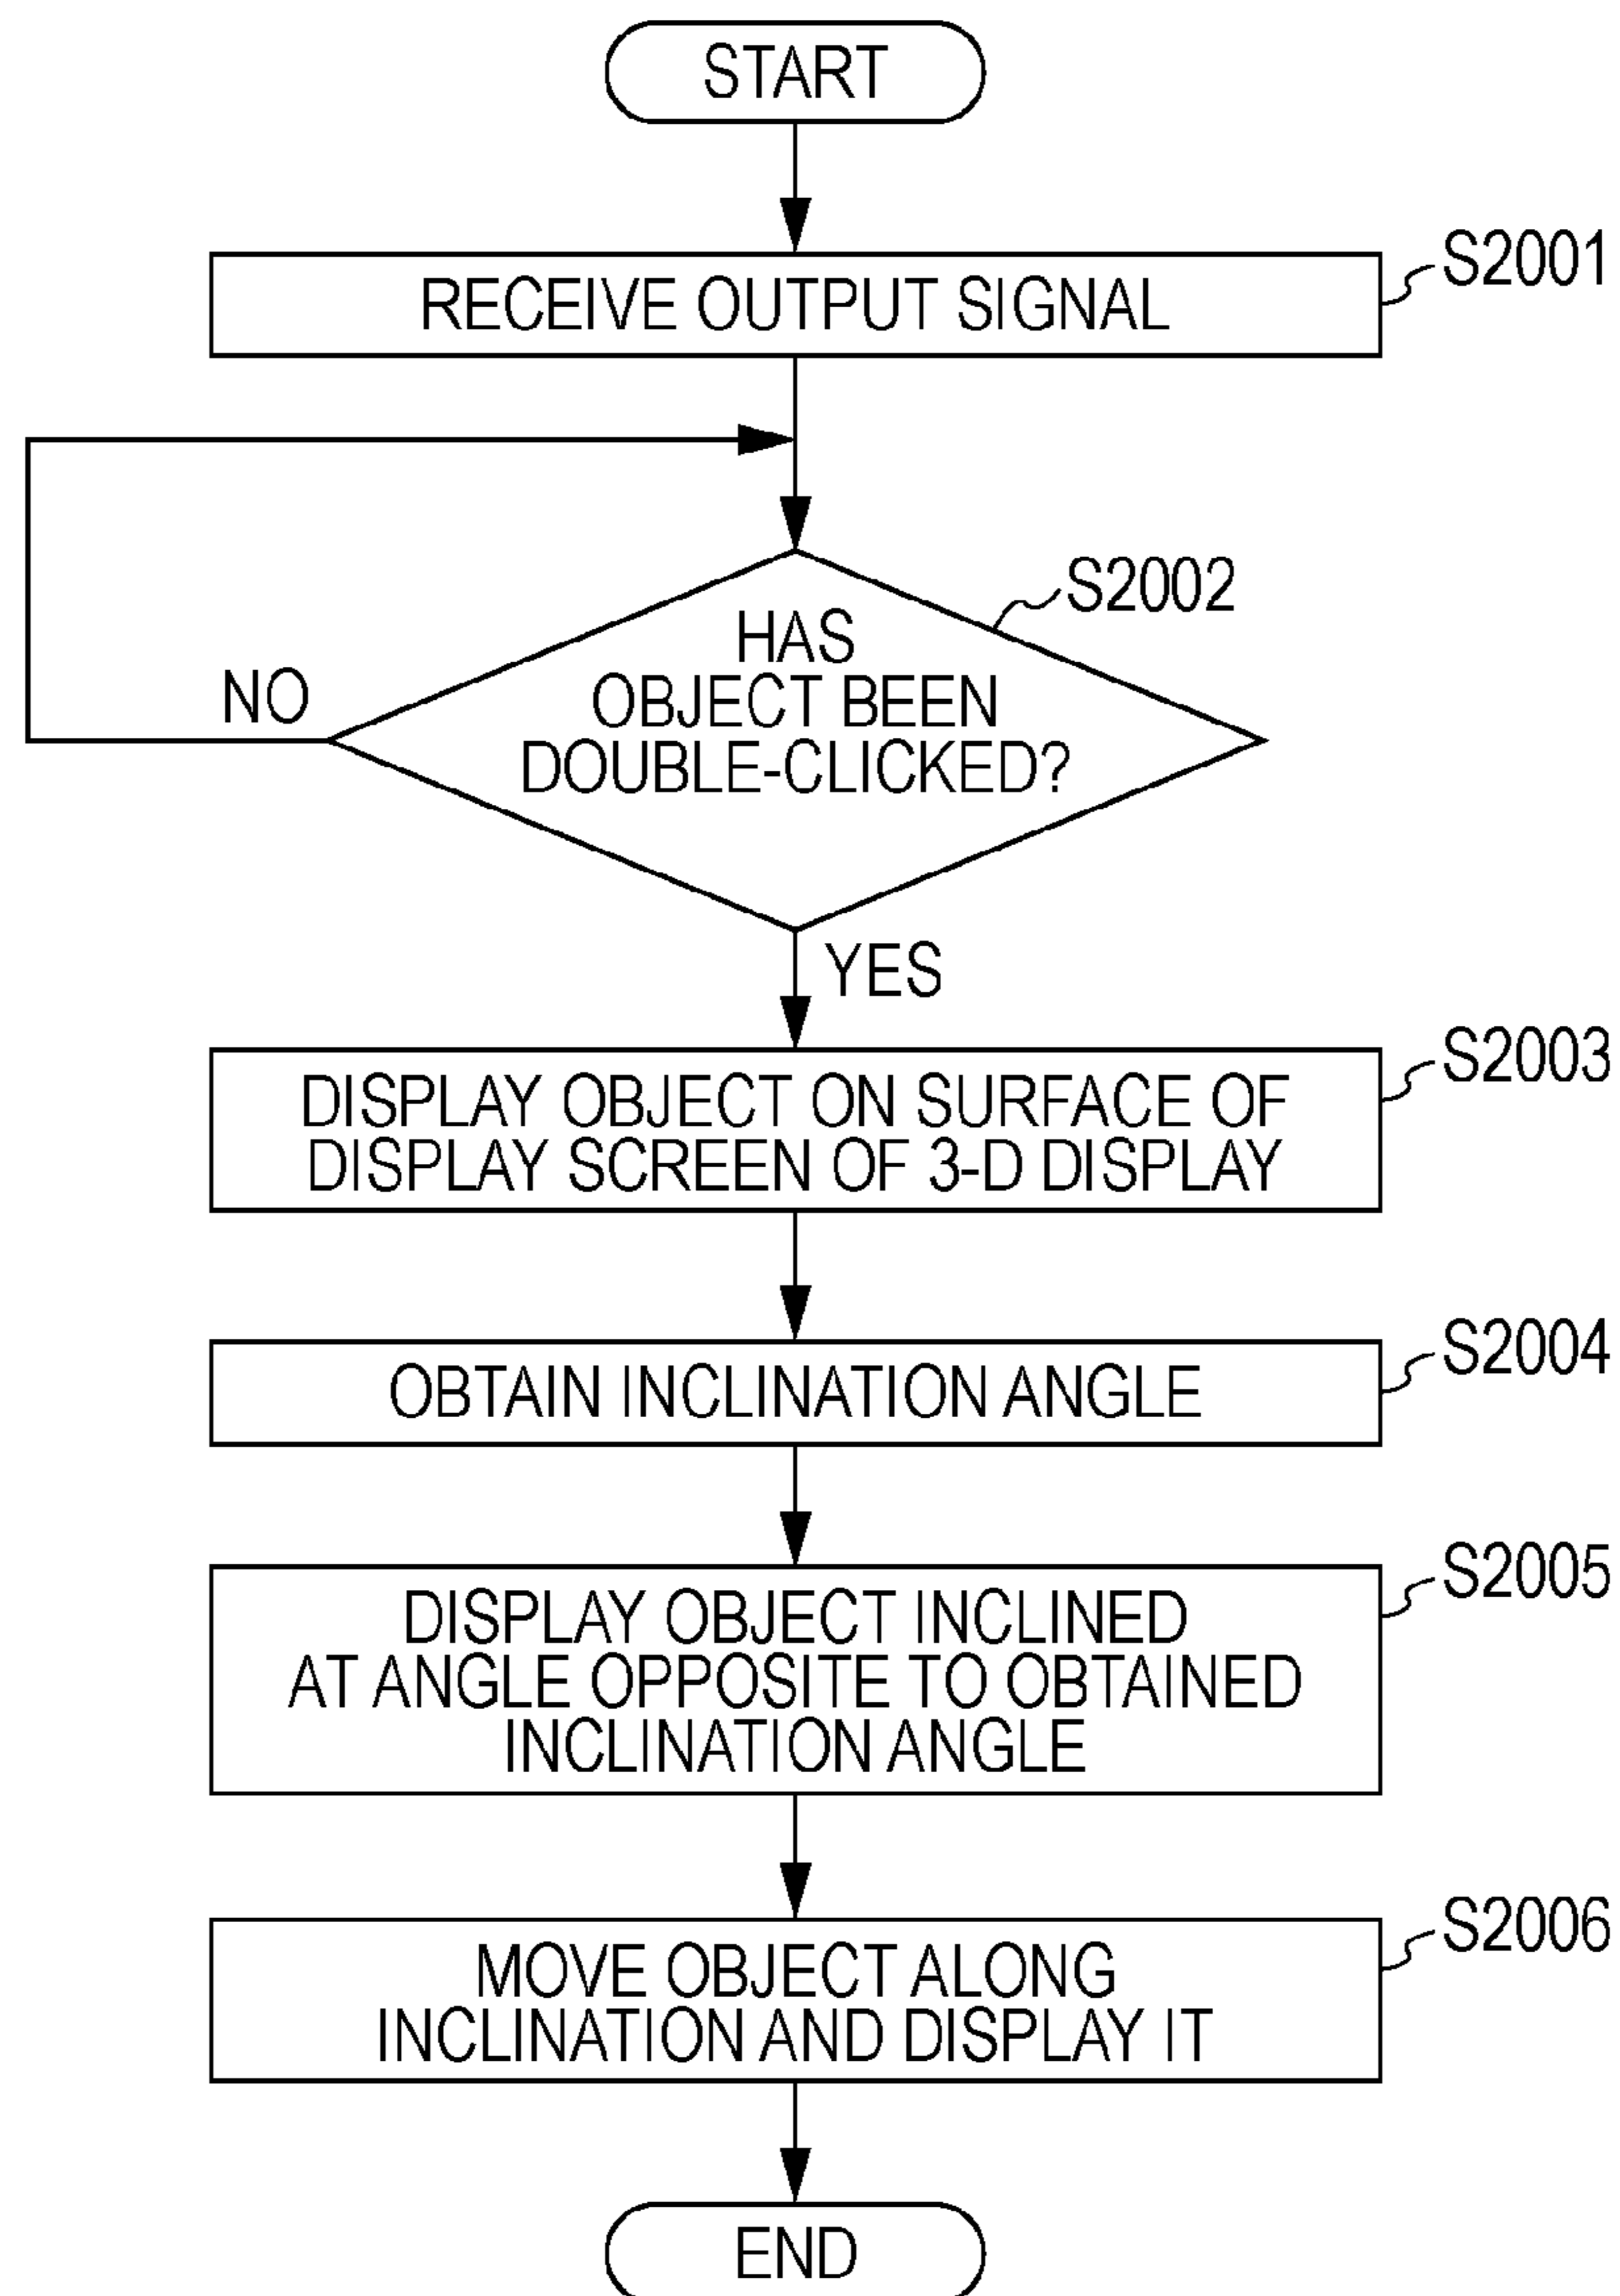 START
RECEIVE OUTPUT SIGNAL
S2001
S2002
HAS
OBJECT BEEN
DOUBLE-CLICKED?
NO
YES
S2003
DISPLAY OBJECT ON SURFACE OF
DISPLAY SCREEN OF 3-D DISPLAY
S2004
OBTAIN INCLINATION ANGLE
S2005
DISPLAY OBJECT INCLINED
AT ANGLE OPPOSITE TO OBTAINED
INCLINATION ANGLE
S2006
MOVE OBJECT ALONG
INCLINATION AND DISPLAY IT
END